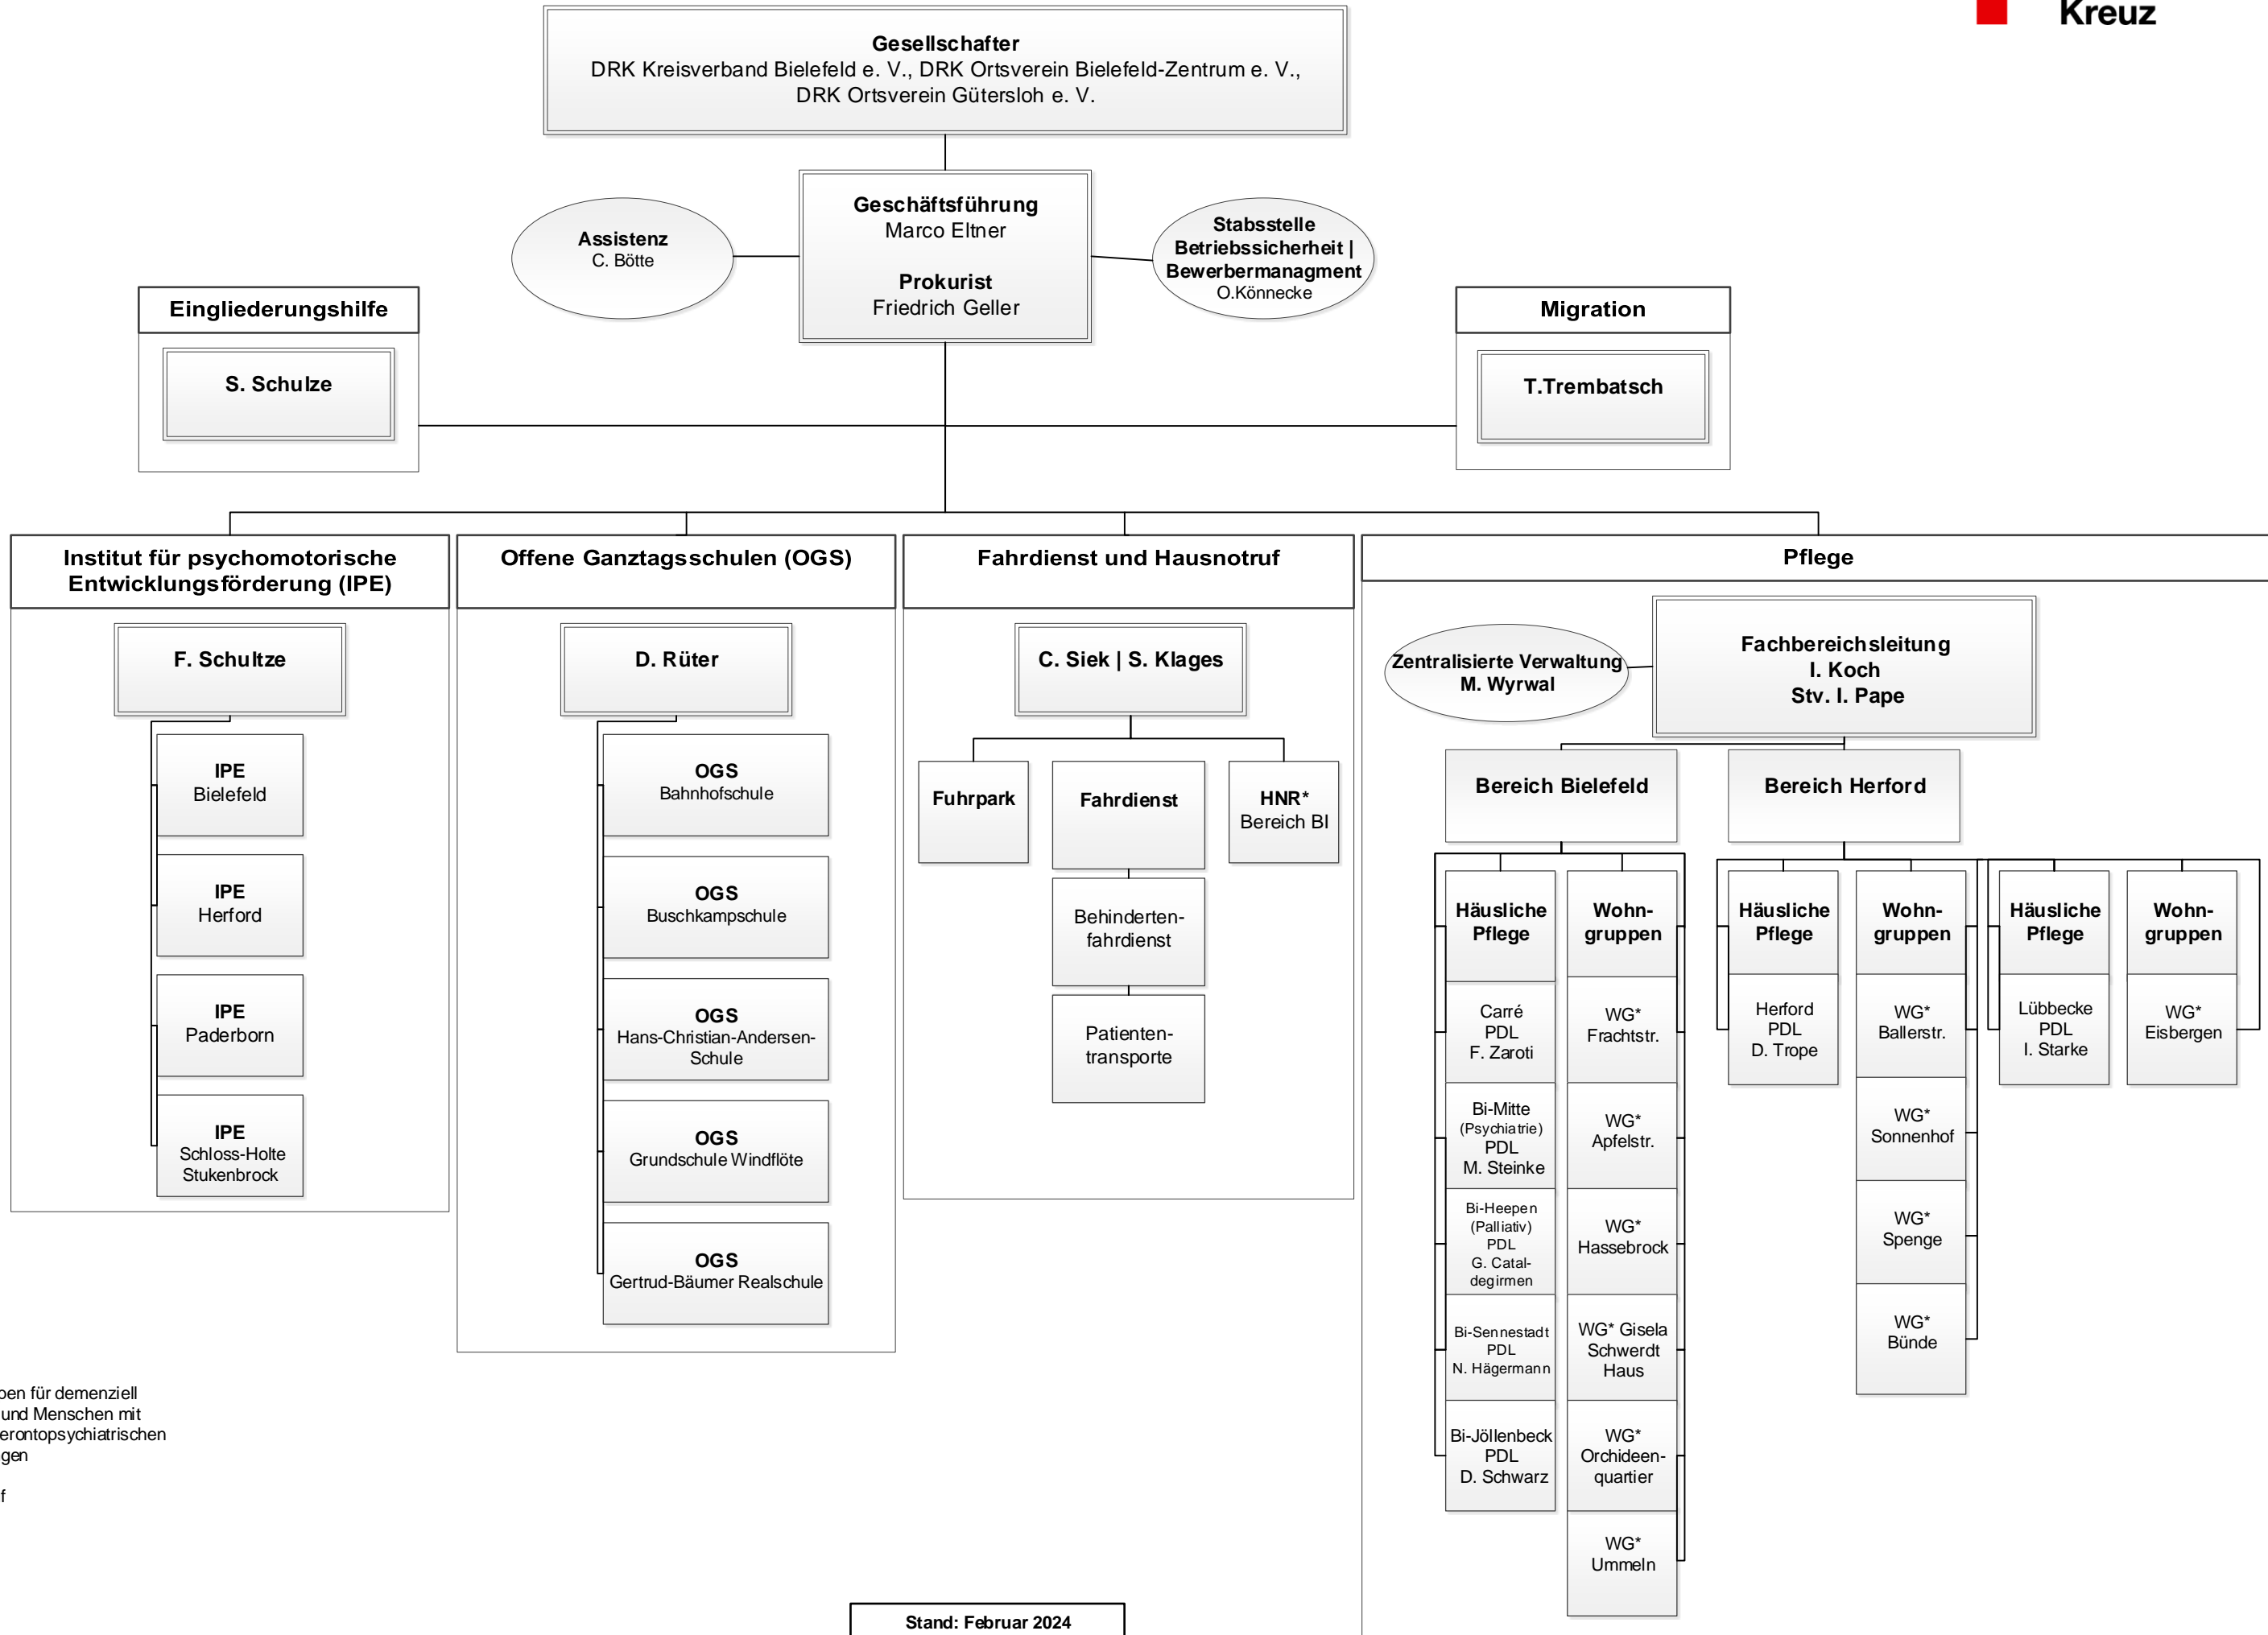 Kreuz
Gesellschafter
DRK Kreisverband Bielefeld e. V., DRK Ortsverein Bielefeld-Zentrum e. V.,
DRK Ortsverein Gütersloh e. V.
Geschäftsführung
Marco Eltner
Prokurist
Friedrich Geller
Assistenz
C. Bötte
Stabsstelle
Betriebssicherheit |
Bewerbermanagment
O.Könnecke
Eingliederungshilfe
S. Schulze
Migration
T.Trembatsch
Institut für psychomotorische
Entwicklungsförderung (IPE)
F. Schultze
IPE
Bielefeld
IPE
Herford
IPE
Paderborn
IPE
Schloss-Holte
Stukenbrock
Offene Ganztagsschulen (OGS)
D. Rüter
OGS
Bahnhofschule
OGS
Buschkampschule
OGS
Hans-Christian-Andersen-
Schule
OGS
Grundschule Windflöte
OGS
Gertrud-Bäumer Realschule
Fahrdienst und Hausnotruf
C. Siek | S. Klages
Fuhrpark
Fahrdienst
HNR*
Bereich BI
Behinderten-
fahrdienst
Patienten-
transporte
Pflege
Zentralisierte Verwaltung
M. Wyrwal
Fachbereichsleitung
I. Koch
Stv. I. Pape
Bereich Bielefeld
Häusliche
Pflege
Carré
PDL
F. Zaroti
Bi-Mitte
(Psychiatrie)
PDL
M. Steinke
Bi-Heepen
(Palliativ)
PDL
G. Catal-
degirmen
Bi-Sennestadt
PDL
N. Hägermann
Bi-Jöllenbeck
PDL
D. Schwarz
Wohn-
gruppen
WG*
Frachtstr.
WG*
Apfelstr.
WG*
Hassebrock
WG* Gisela
Schwerdt
Haus
WG*
Orchideen-
quartier
WG*
Ummeln
Bereich Herford
Häusliche
Pflege
Herford
PDL
D. Trope
Wohn-
gruppen
WG*
Ballerstr.
WG*
Sonnenhof
WG*
Spenge
WG*
Bünde
Häusliche
Pflege
Lübbecke
PDL
I. Starke
Wohn-
gruppen
WG*
Eisbergen
pen für demenziell
und Menschen mit
erontopsychiatrischen
gen
f
Stand: Februar 2024